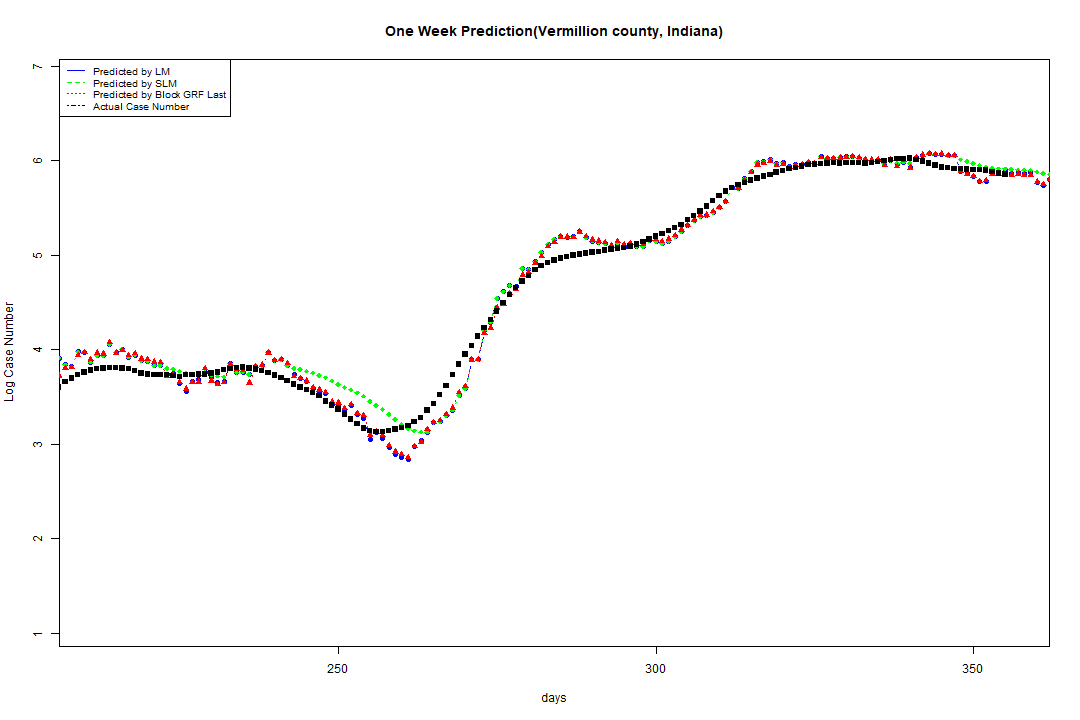 One Week Prediction(Vermillion county, Indiana)
7
Predicted by LM
Predicted by SLM
Predicted by Block GRF Last
Actual Case Number
6
5
4
3
2
1
Log Case Number
250
300
350
days